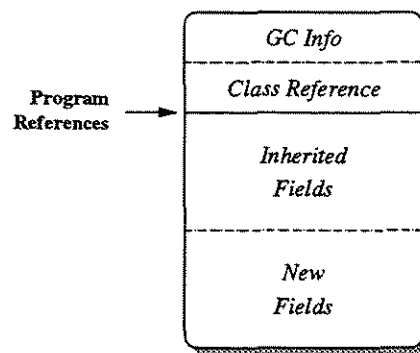 GC Info
Class Reference
Program
References
Inherited
Fields
New
Fields